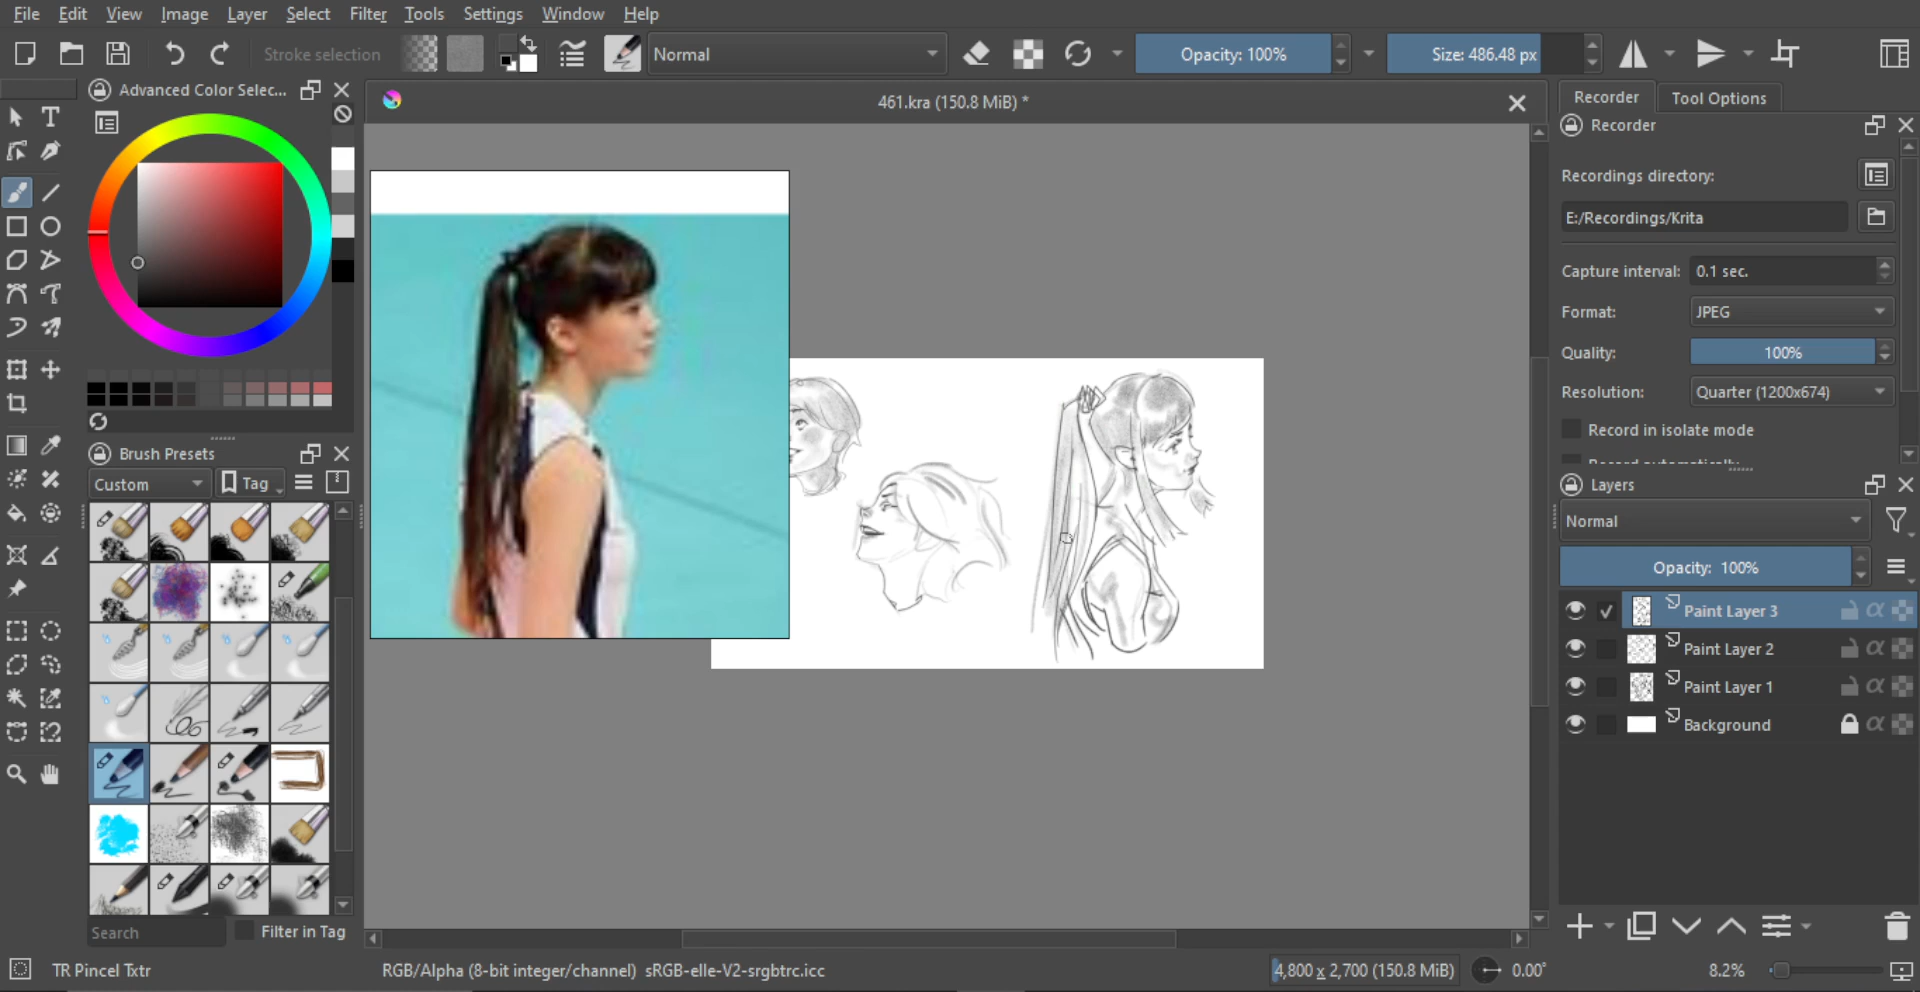 File Edit View Image Layer Select Filter Tools Settings Window Help
Stroke selection
Normal
Opacity: 100%
Size: 486.48 px
Advanced Color Selec...
461.kra (150.8 MiB) *
Recorder
Tool Options
Recorder
Recordings directory:
E:/Recordings/Krita
Capture interval: 0.1 sec.
Format: JPEG
Quality: 100%
Resolution: Quarter (1200x674)
Record in isolate mode
Brush Presets
Custom
Tag
Layers
Normal
Opacity: 100%
Paint Layer 3
Paint Layer 2
Paint Layer 1
Background
Search
Filter in Tag
TR Pincel Txtr
RGB/Alpha (8-bit integer/channel) sRGB-elle-V2-srgbtrc.icc
4,800 x 2,700 (150.8 MiB)
0.00°
8.2%